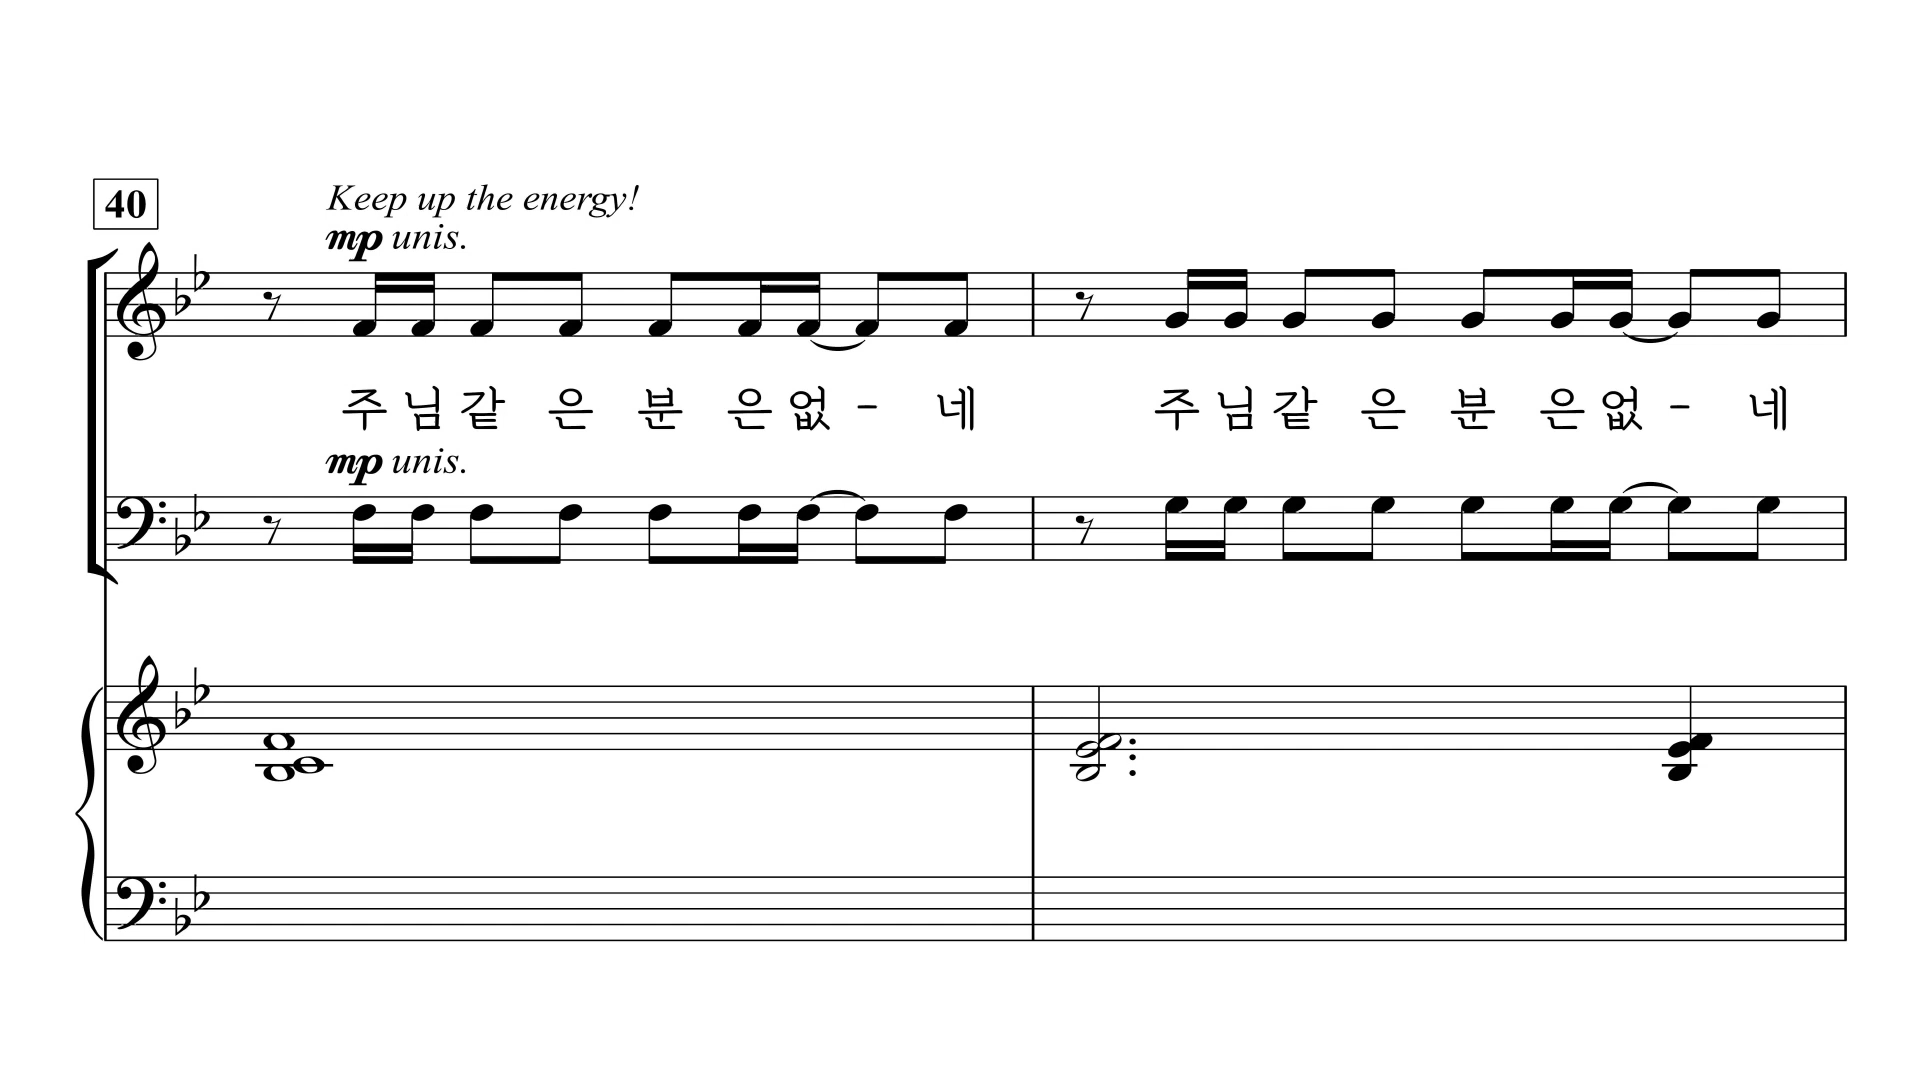 40
Keep up the energy!
mp unis.
주 님 같 은 분 은 없 - 네 주 님 같 은 분 은 없 - 네
mp unis.